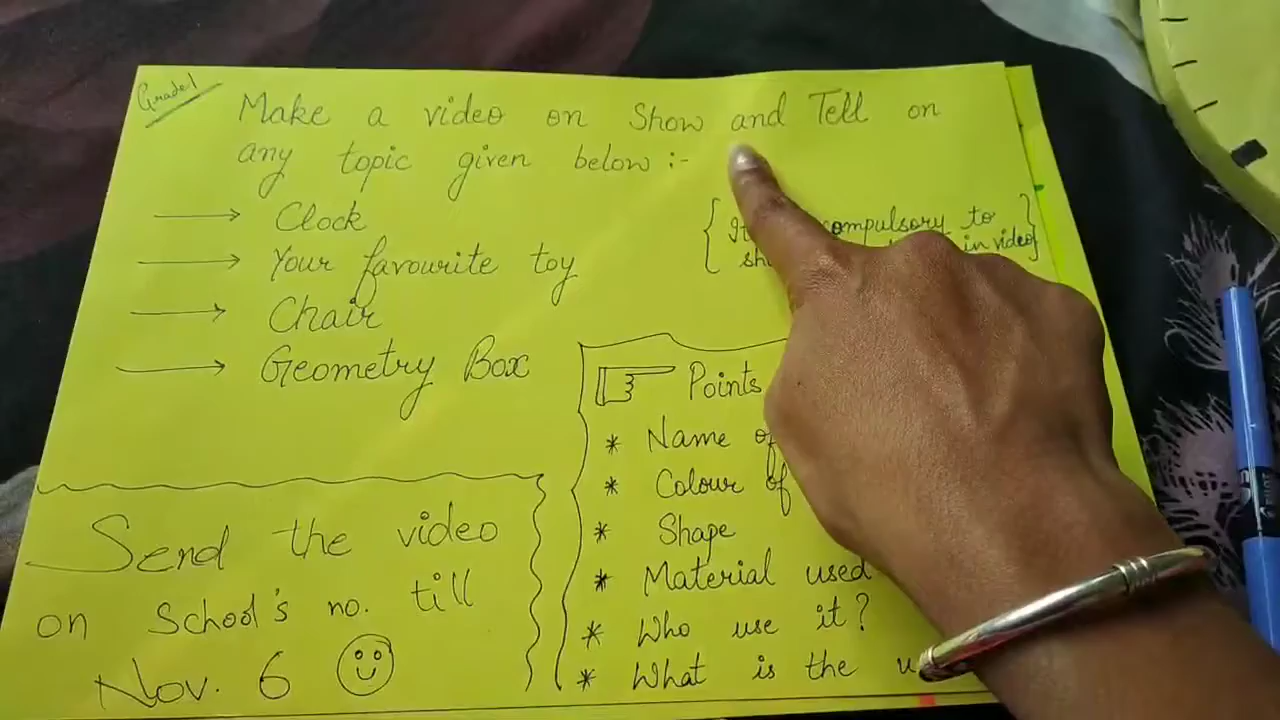 Grade 1
Make a video on Show and Tell on
any topic given below :-
→ Clock
→ Your favourite toy
→ Chair
→ Geometry Box
{ compulsory to }
in video
Points
* Name of
* Colour of
* Shape
* Material used
* Who use it?
* What is the
Send the video
on School's no. till
Nov. 6
PILOT